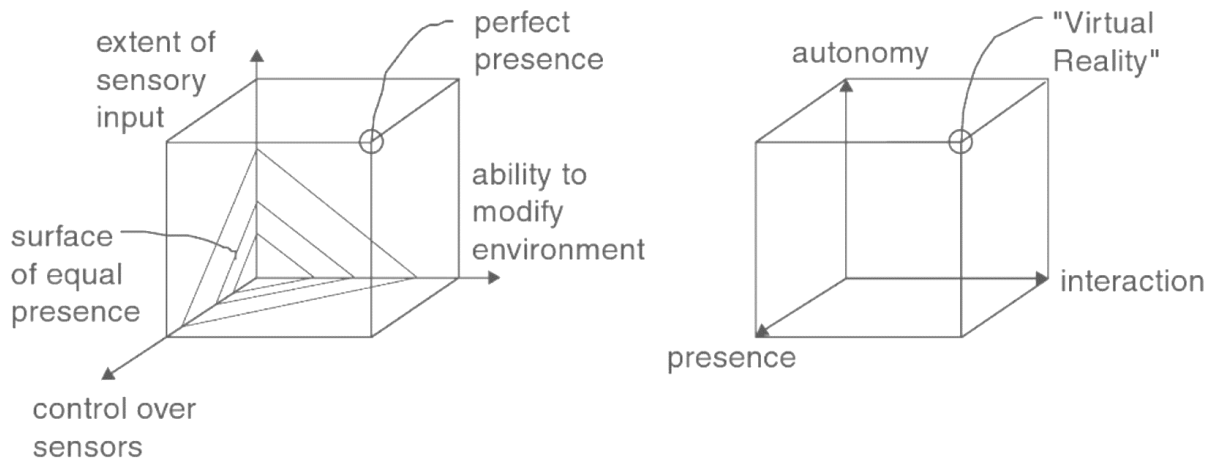 extent of
sensory
input
perfect
presence
ability to
modify
environment
surface
of equal
presence
control over
sensors
autonomy
"Virtual
Reality"
interaction
presence